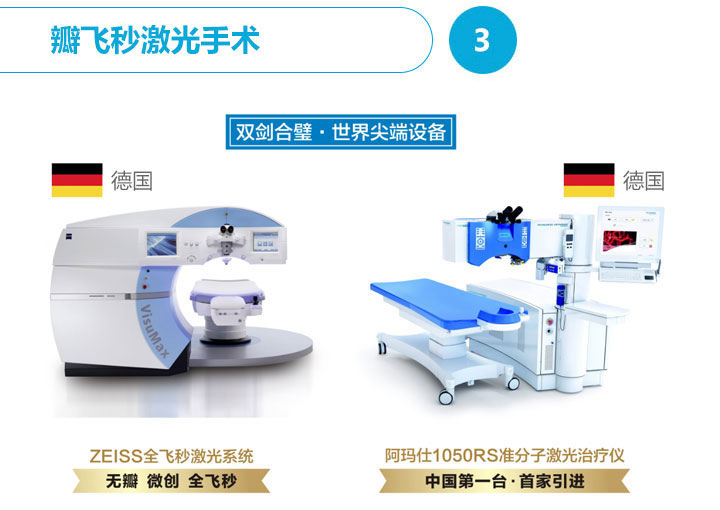 瓣飞秒激光手术
3
双剑合璧·世界尖端设备
德国
德国
VisuMax
ZEISS全飞秒激光系统
阿玛仕1050RS准分子激光治疗仪
无瓣 微创 全飞秒
中国第一台·首家引进